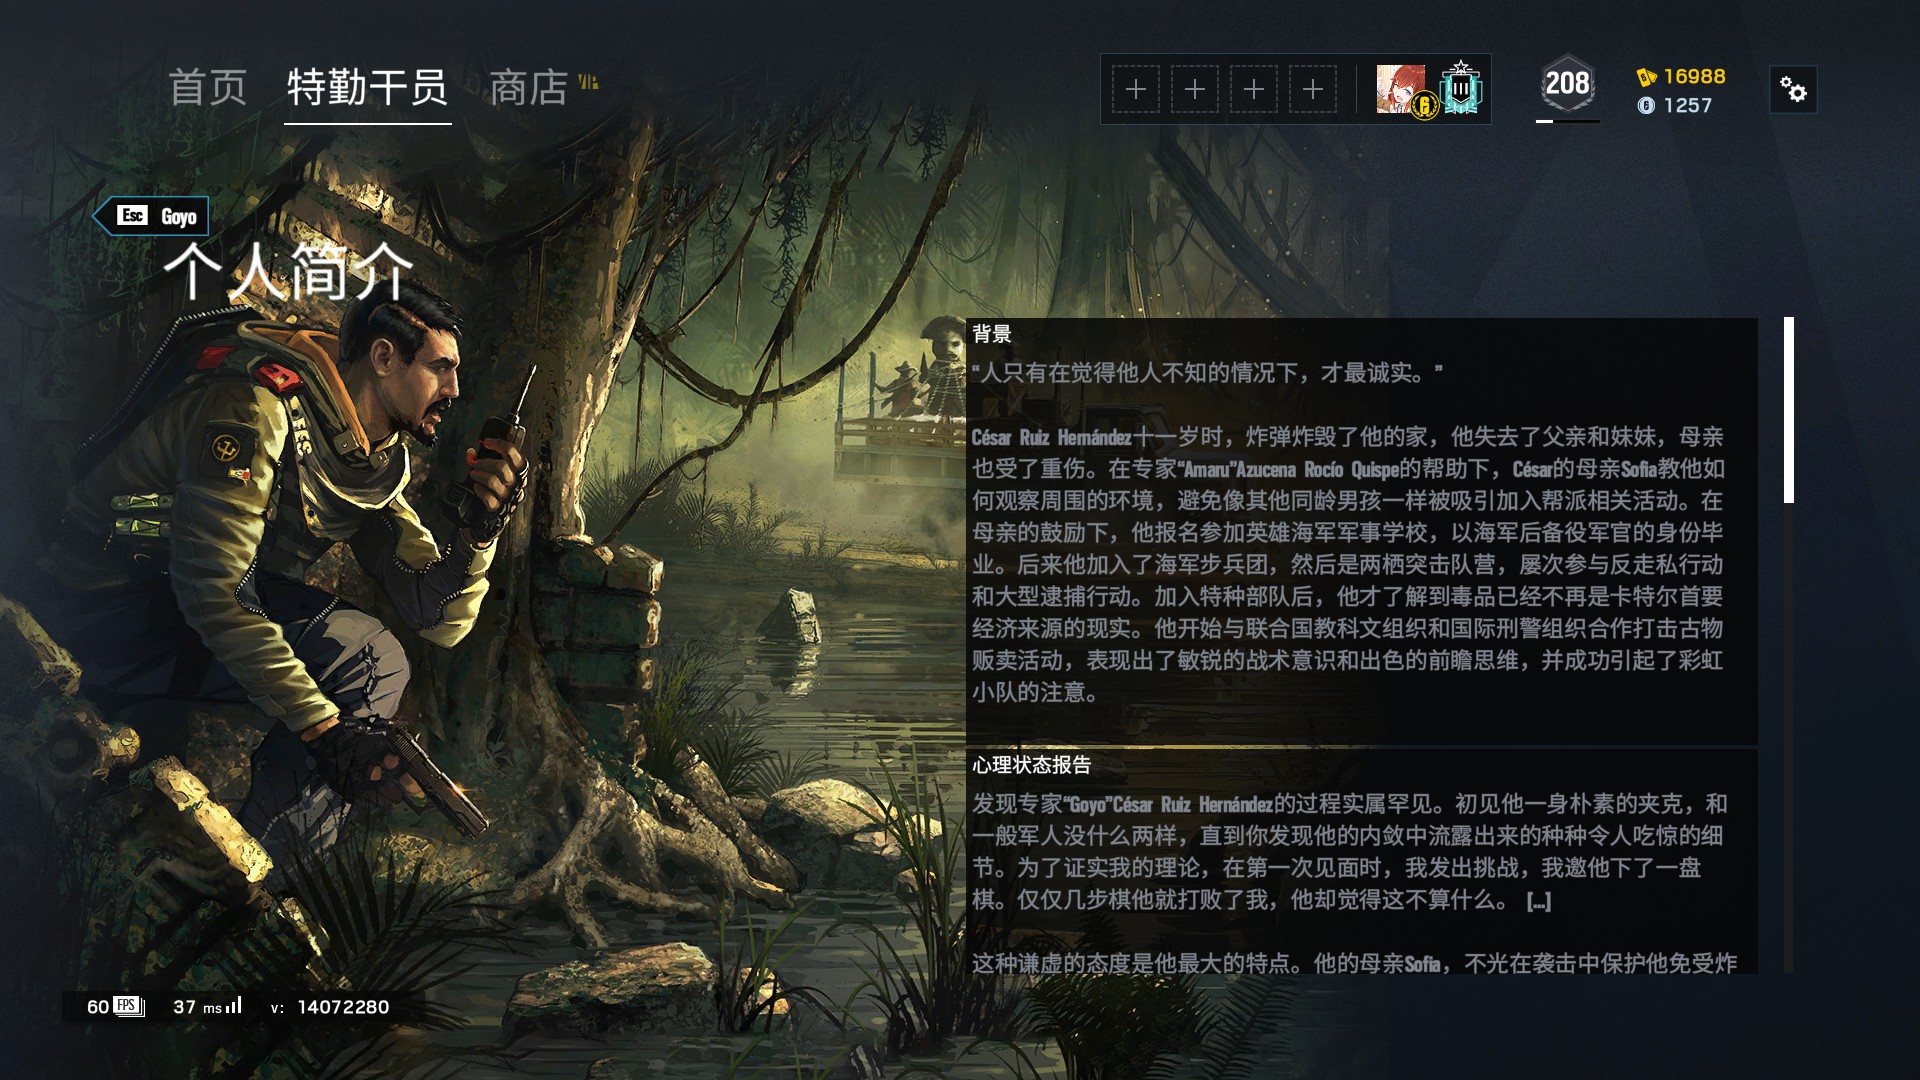 首页 特勤干员 商店
208
16988
1257
Esc Goyo
个人简介
背景
“人只有在觉得他人不知的情况下，才最诚实。”
César Ruiz Hernández十一岁时，炸弹炸毁了他的家，他失去了父亲和妹妹，母亲
也受了重伤。在专家“Amaru”Azucena Rocío Quispe的帮助下，César的母亲Sofia教他如
何观察周围的环境，避免像其他同龄男孩一样被吸引加入帮派相关活动。在
母亲的鼓励下，他报名参加英雄海军军事学校，以海军后备役军官的身份毕
业。后来他加入了海军步兵团，然后是两栖突击队营，屡次参与反走私行动
和大型逮捕行动。加入特种部队后，他才了解到毒品已经不再是卡特尔首要
经济来源的现实。他开始与联合国教科文组织和国际刑警组织合作打击古物
贩卖活动，表现出了敏锐的战术意识和出色的前瞻思维，并成功引起了彩虹
小队的注意。
心理状态报告
发现专家“Goyo”César Ruiz Hernández的过程实属罕见。初见他一身朴素的夹克，和
一般军人没什么两样，直到你发现他的内敛中流露出来的种种令人吃惊的细
节。为了证实我的理论，在第一次见面时，我发出挑战，我邀他下了一盘
棋。仅仅几步棋他就打败了我，他却觉得这不算什么。 [...]
这种谦虚的态度是他最大的特点。他的母亲Sofia，不光在袭击中保护他免受炸
60 FPS 37 ms v: 14072280